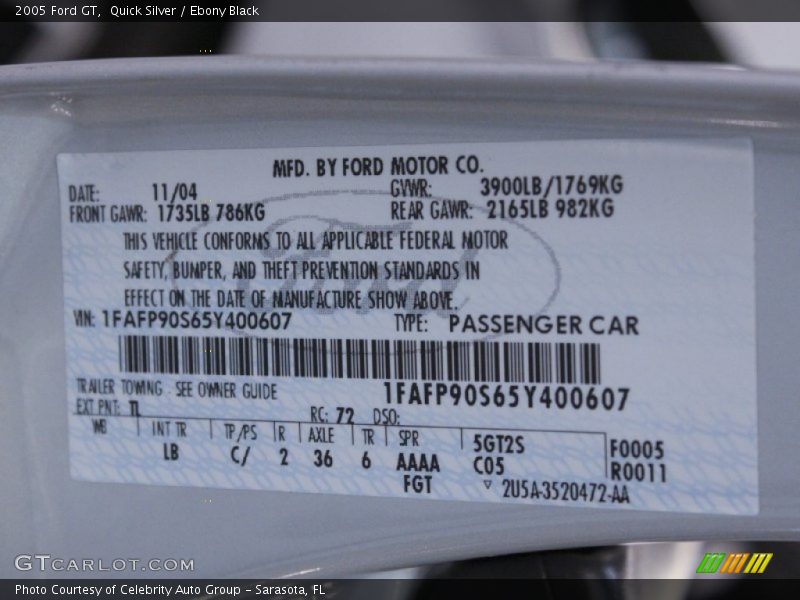 2005 Ford GT, Quick Silver / Ebony Black
MFD. BY FORD MOTOR CO.
DATE: 11/04 GVWR: 3900LB/1769KG
FRONT GAWR: 1735LB 786KG REAR GAWR: 2165LB 982KG
THIS VEHICLE CONFORMS TO ALL APPLICABLE FEDERAL MOTOR
SAFETY, BUMPER, AND THEFT PREVENTION STANDARDS IN
EFFECT ON THE DATE OF MANUFACTURE SHOW ABOVE.
VIN: 1FAFP90S65Y400607 TYPE: PASSENGER CAR
TRAILER TOWING - SEE OWNER GUIDE 1FAFP90S65Y400607
EXT PNT: TL RC: 72 DSO:
WB INT TR TP/PS R AXLE TR SPR 5GT2S F0005
LB C/ 2 36 6 AAAA C05 R0011
FGT ▽ 2U5A-3520472-AA
Ford
GTCARLOT.COM
Photo Courtesy of Celebrity Auto Group - Sarasota, FL